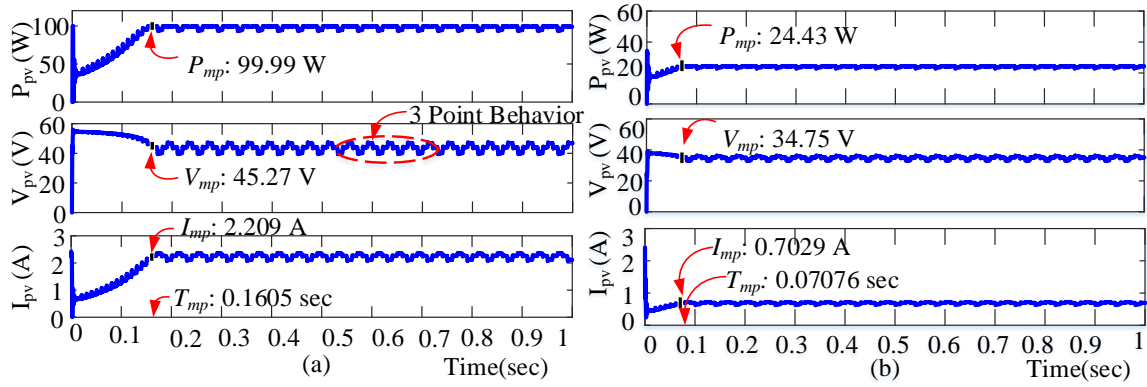 100
50
0
P_pv (W)
P_mp: 99.99 W
60
40
20
0
V_pv (V)
3 Point Behavior
V_mp: 45.27 V
3
2
1
0
I_pv (A)
I_mp: 2.209 A
T_mp: 0.1605 sec
0 0.1 0.2 0.3 0.4 0.5 0.6 0.7 0.8 0.9 1
(a)
Time(sec)
60
40
20
0
P_pv (W)
P_mp: 24.43 W
60
40
20
0
V_pv (V)
V_mp: 34.75 V
3
2
1
0
I_pv (A)
I_mp: 0.7029 A
T_mp: 0.07076 sec
0 0.1 0.2 0.3 0.4 0.5 0.6 0.7 0.8 0.9 1
(b)
Time(sec)